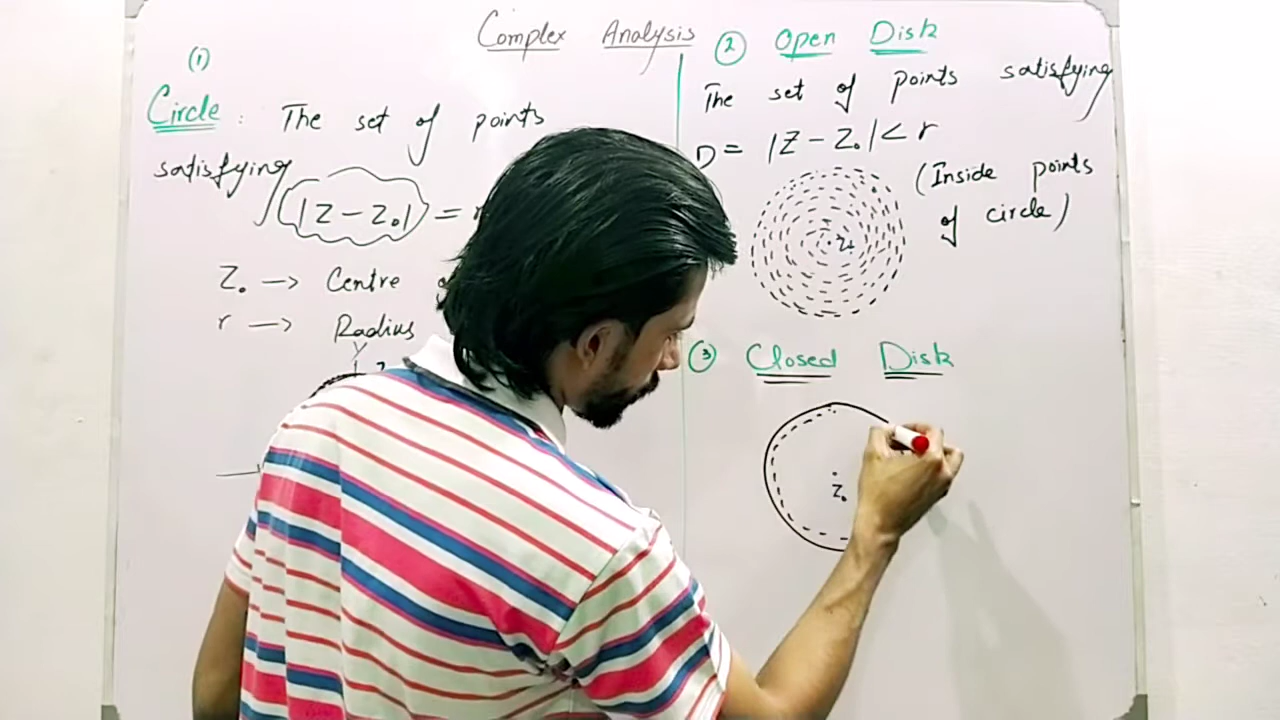 Complex Analysis
(1)
Circle : The set of points
satisfying
|Z - Z₀| =
Z₀ → Centre
r → Radius
Y
② Open Disk
The set of points satisfying
D = |Z - Z₀| < r
(Inside points
of circle)
Z₀
③ Closed Disk
Z₀